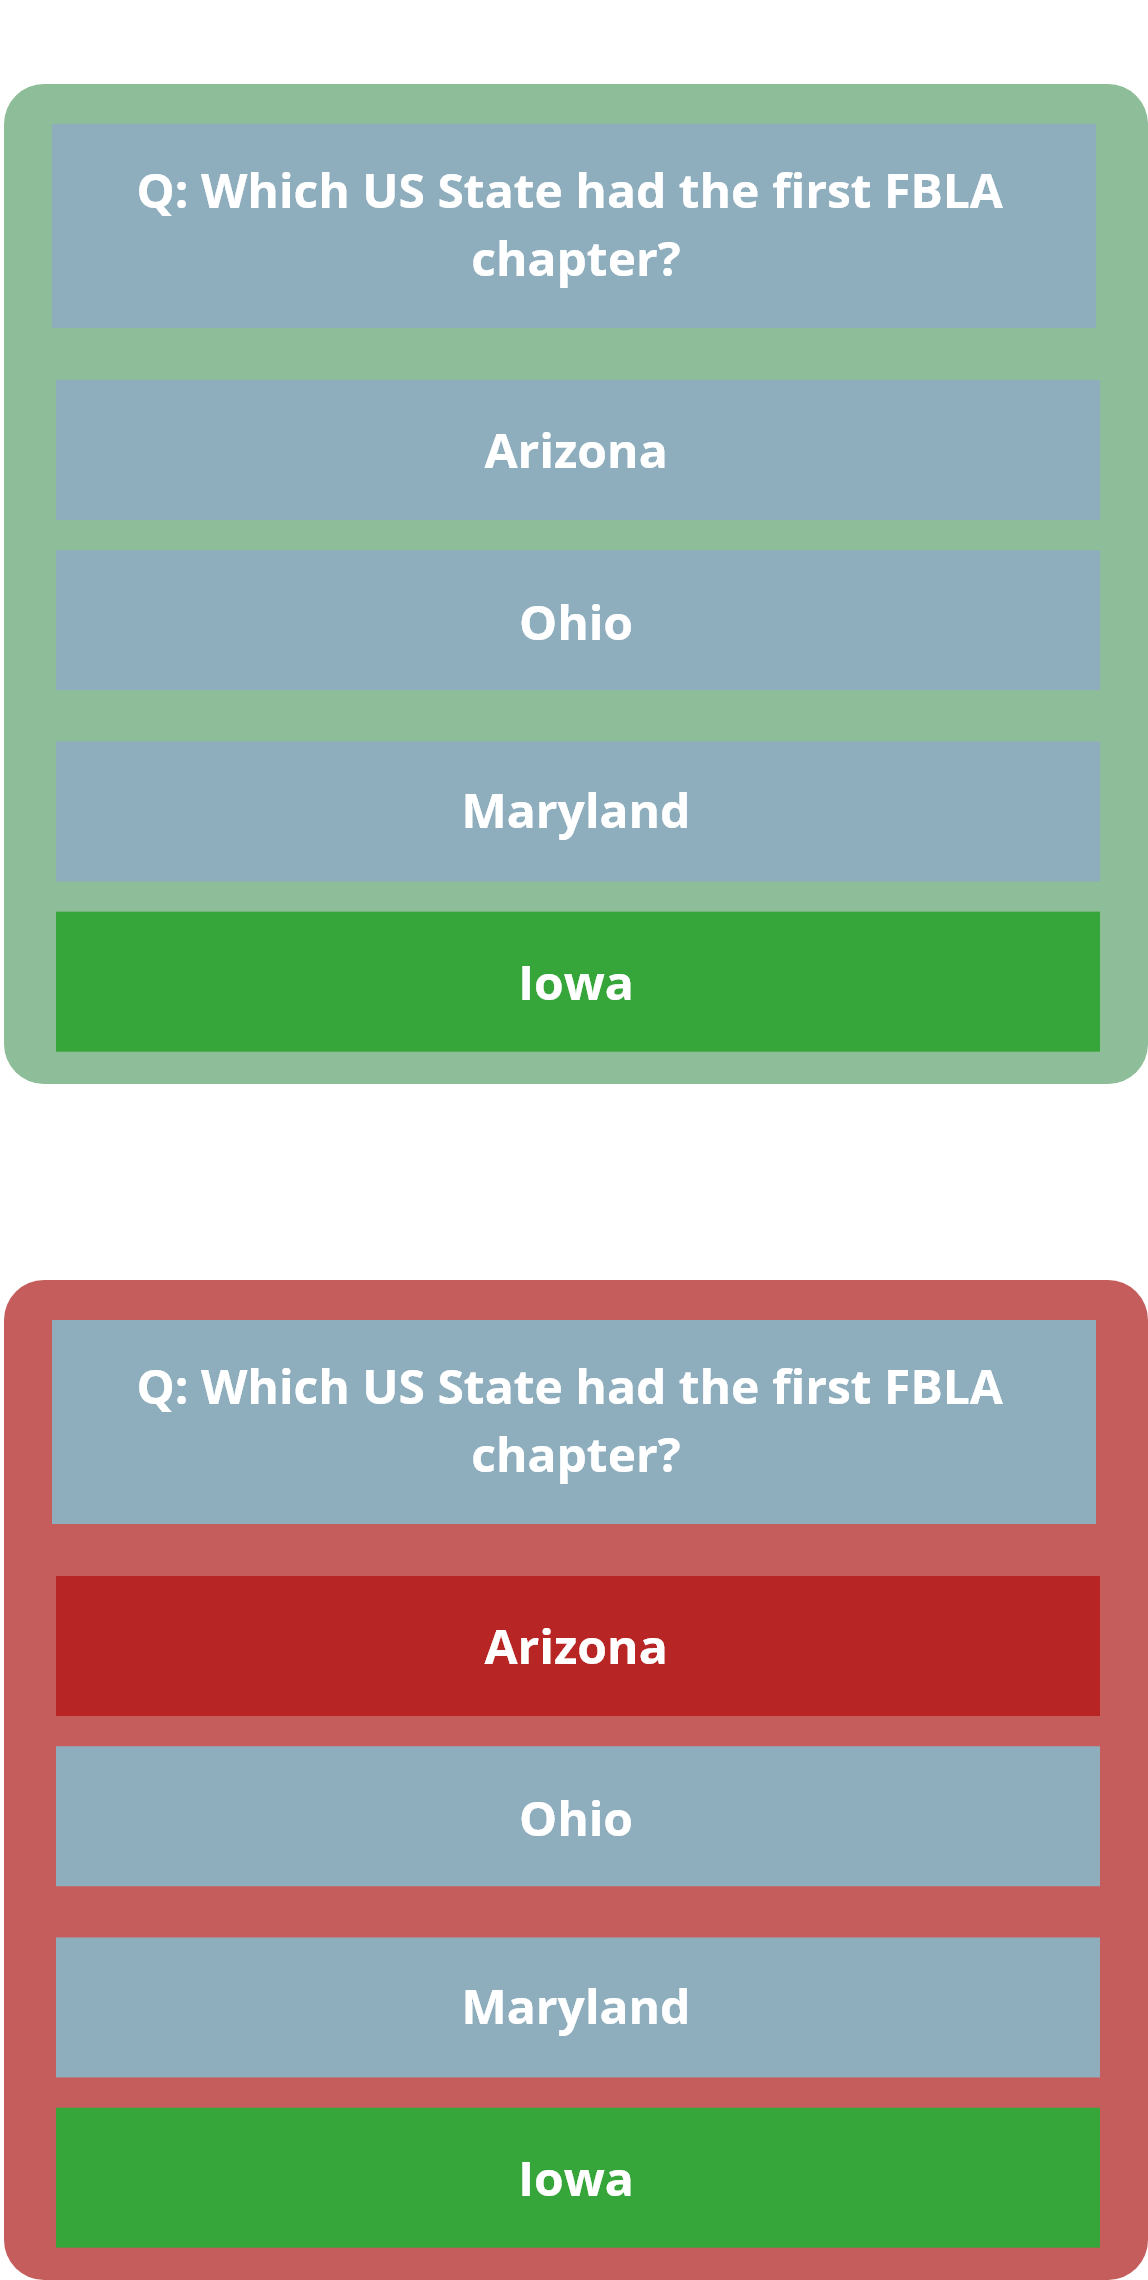 Q: Which US State had the first FBLA
chapter?
Arizona
Ohio
Maryland
Iowa
Q: Which US State had the first FBLA
chapter?
Arizona
Ohio
Maryland
Iowa